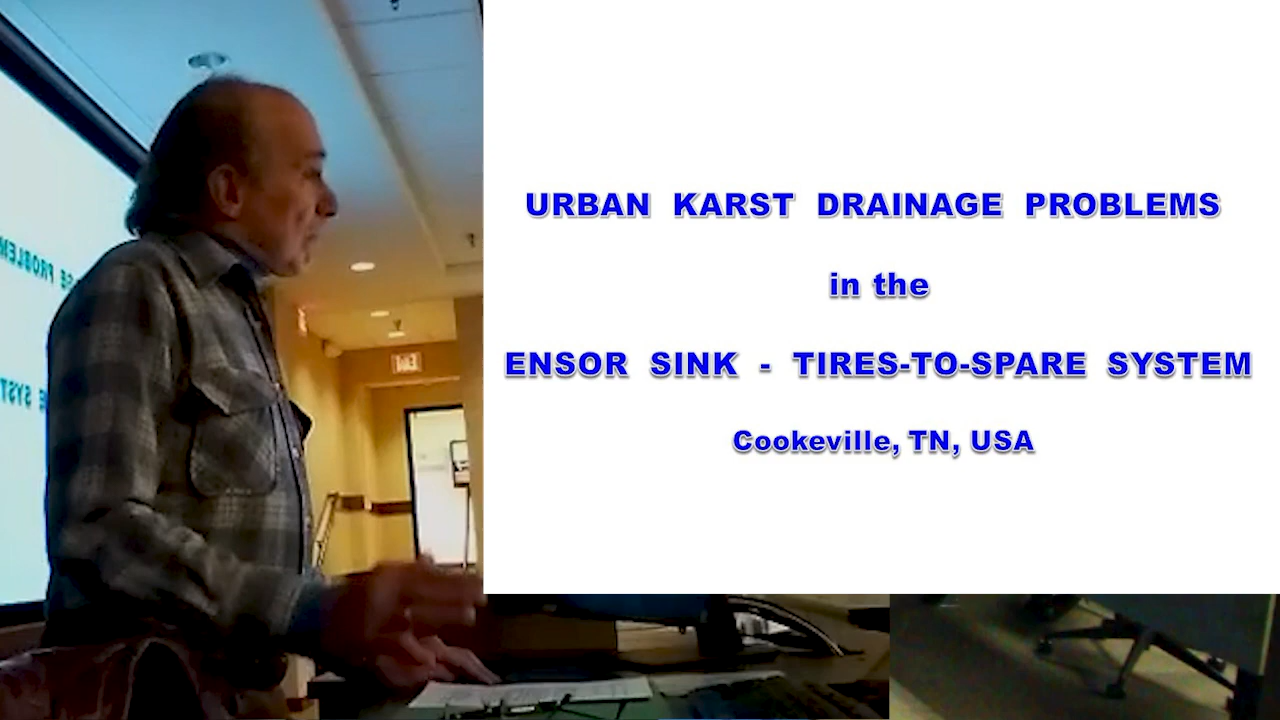 URBAN KARST DRAINAGE PROBLEMS
in the
ENSOR SINK - TIRES-TO-SPARE SYSTEM
Cookeville, TN, USA